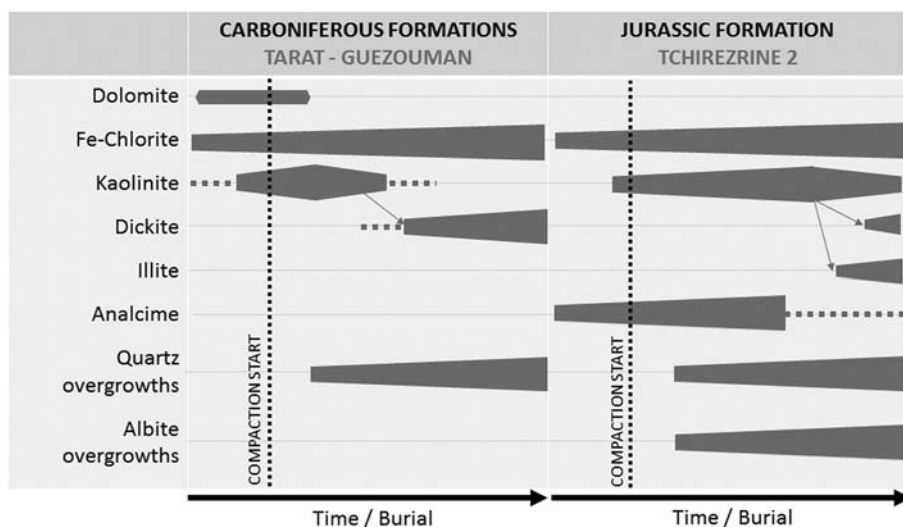 CARBONIFEROUS FORMATIONS
TARAT - GUEZOUMAN
JURASSIC FORMATION
TCHIREZRINE 2
Dolomite
Fe-Chlorite
Kaolinite
Dickite
Illite
Analcime
Quartz
overgrowths
Albite
overgrowths
COMPACTION START
COMPACTION START
Time / Burial
Time / Burial